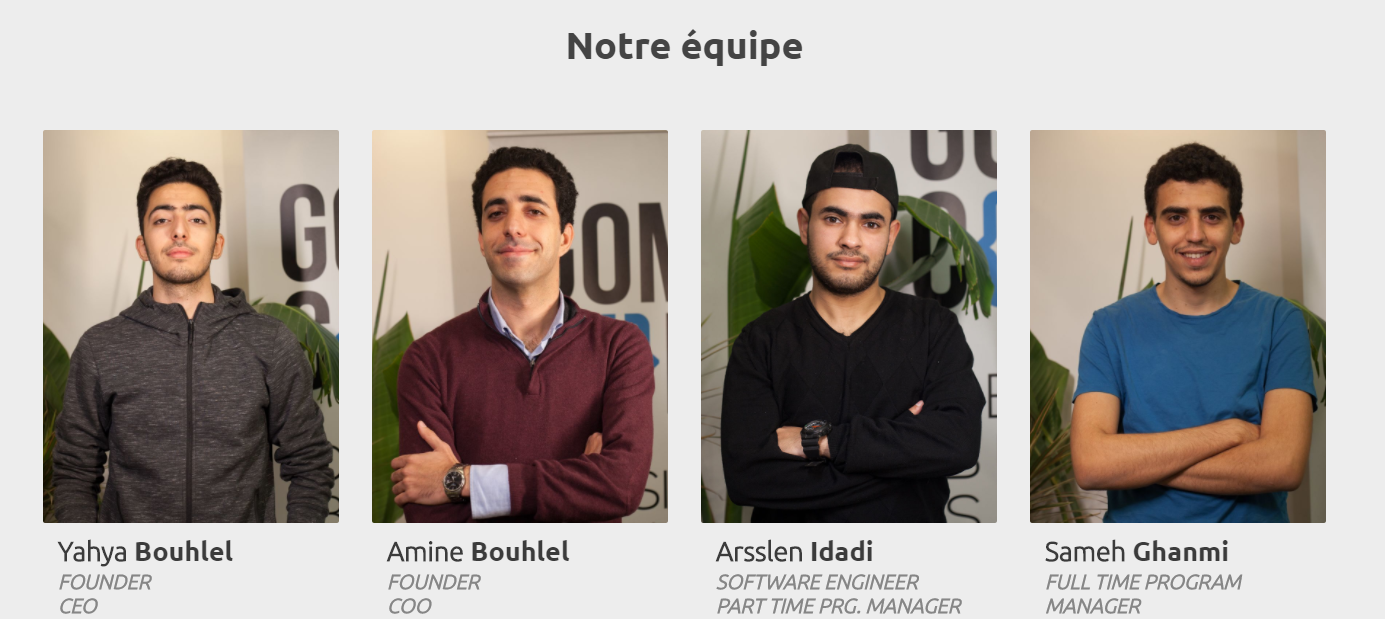 Notre équipe
Yahya Bouhlel
FOUNDER
CEO
Amine Bouhlel
FOUNDER
COO
Arsslen Idadi
SOFTWARE ENGINEER
PART TIME PRG. MANAGER
Sameh Ghanmi
FULL TIME PROGRAM
MANAGER